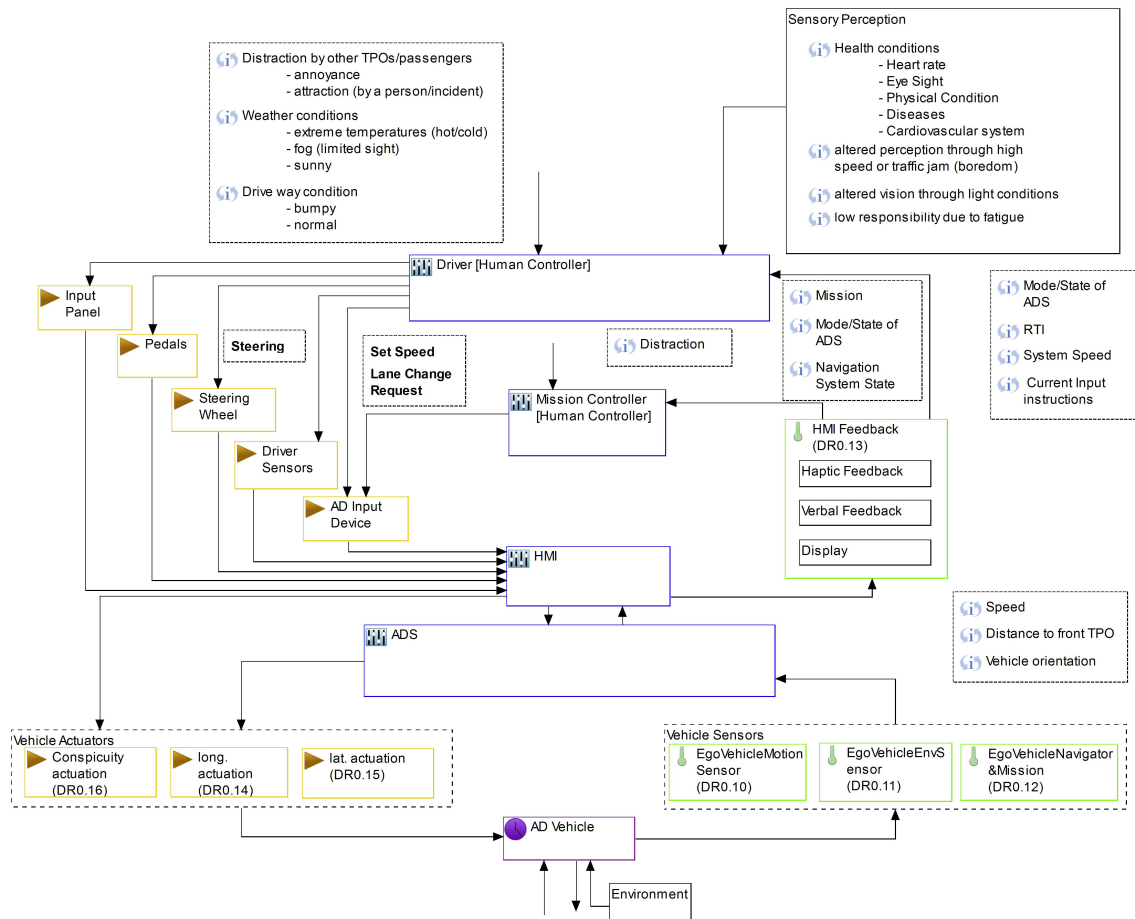 Sensory Perception
Health conditions
- Heart rate
- Eye Sight
- Physical Condition
- Diseases
- Cardiovascular system
altered perception through high
speed or traffic jam (boredom)
altered vision through light conditions
low responsibility due to fatigue
Distraction by other TPOs/passengers
- annoyance
- attraction (by a person/incident)
Weather conditions
- extreme temperatures (hot/cold)
- fog (limited sight)
- sunny
Drive way condition
- bumpy
- normal
Driver [Human Controller]
Input
Panel
Pedals
Steering
Steering
Wheel
Set Speed
Lane Change
Request
Distraction
Mission
Mode/State of
ADS
Navigation
System State
Mode/State of
ADS
RTI
System Speed
Current Input
instructions
Mission Controller
[Human Controller]
Driver
Sensors
AD Input
Device
HMI Feedback
(DR0.13)
Haptic Feedback
Verbal Feedback
Display
HMI
ADS
Speed
Distance to front TPO
Vehicle orientation
Vehicle Actuators
Conspicuity
actuation
(DR0.16)
long.
actuation
(DR0.14)
lat. actuation
(DR0.15)
Vehicle Sensors
EgoVehicleMotion
Sensor
(DR0.10)
EgoVehicleEnvS
ensor
(DR0.11)
EgoVehicleNavigator
&Mission
(DR0.12)
AD Vehicle
Environment